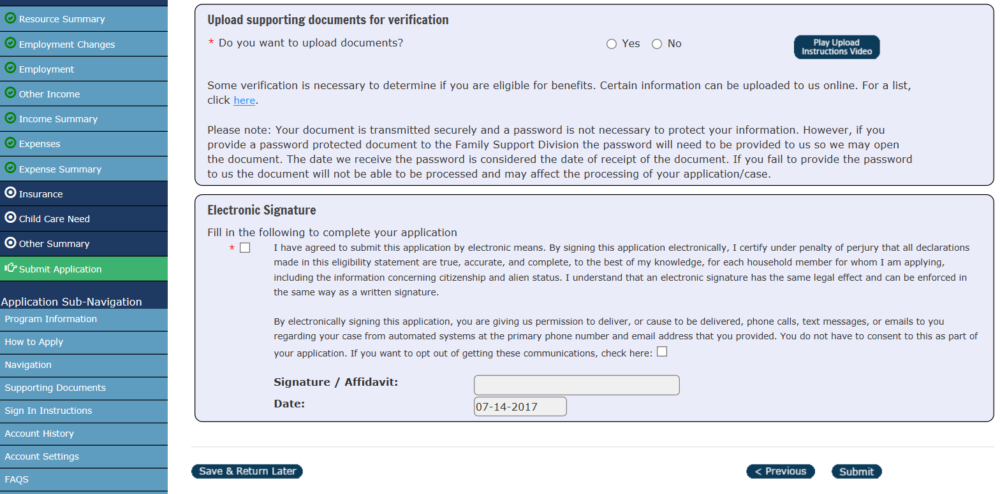 Resource Summary
Employment Changes
Employment
Other Income
Income Summary
Expenses
Expense Summary
Insurance
Child Care Need
Other Summary
Submit Application
Application Sub-Navigation
Program Information
How to Apply
Navigation
Supporting Documents
Sign In Instructions
Account History
Account Settings
FAQS
Upload supporting documents for verification
* Do you want to upload documents? Yes No
Play Upload
Instructions Video
Some verification is necessary to determine if you are eligible for benefits. Certain information can be uploaded to us online. For a list,
click here.
Please note: Your document is transmitted securely and a password is not necessary to protect your information. However, if you
provide a password protected document to the Family Support Division the password will need to be provided to us so we may open
the document. The date we receive the password is considered the date of receipt of the document. If you fail to provide the password
to us the document will not be able to be processed and may affect the processing of your application/case.
Electronic Signature
Fill in the following to complete your application
* I have agreed to submit this application by electronic means. By signing this application electronically, I certify under penalty of perjury that all declarations
made in this eligibility statement are true, accurate, and complete, to the best of my knowledge, for each household member for whom I am applying,
including the information concerning citizenship and alien status. I understand that an electronic signature has the same legal effect and can be enforced in
the same way as a written signature.
By electronically signing this application, you are giving us permission to deliver, or cause to be delivered, phone calls, text messages, or emails to you
regarding your case from automated systems at the primary phone number and email address that you provided. You do not have to consent to this as part of
your application. If you want to opt out of getting these communications, check here:
Signature / Affidavit:
Date: 07-14-2017
Save & Return Later
< Previous
Submit